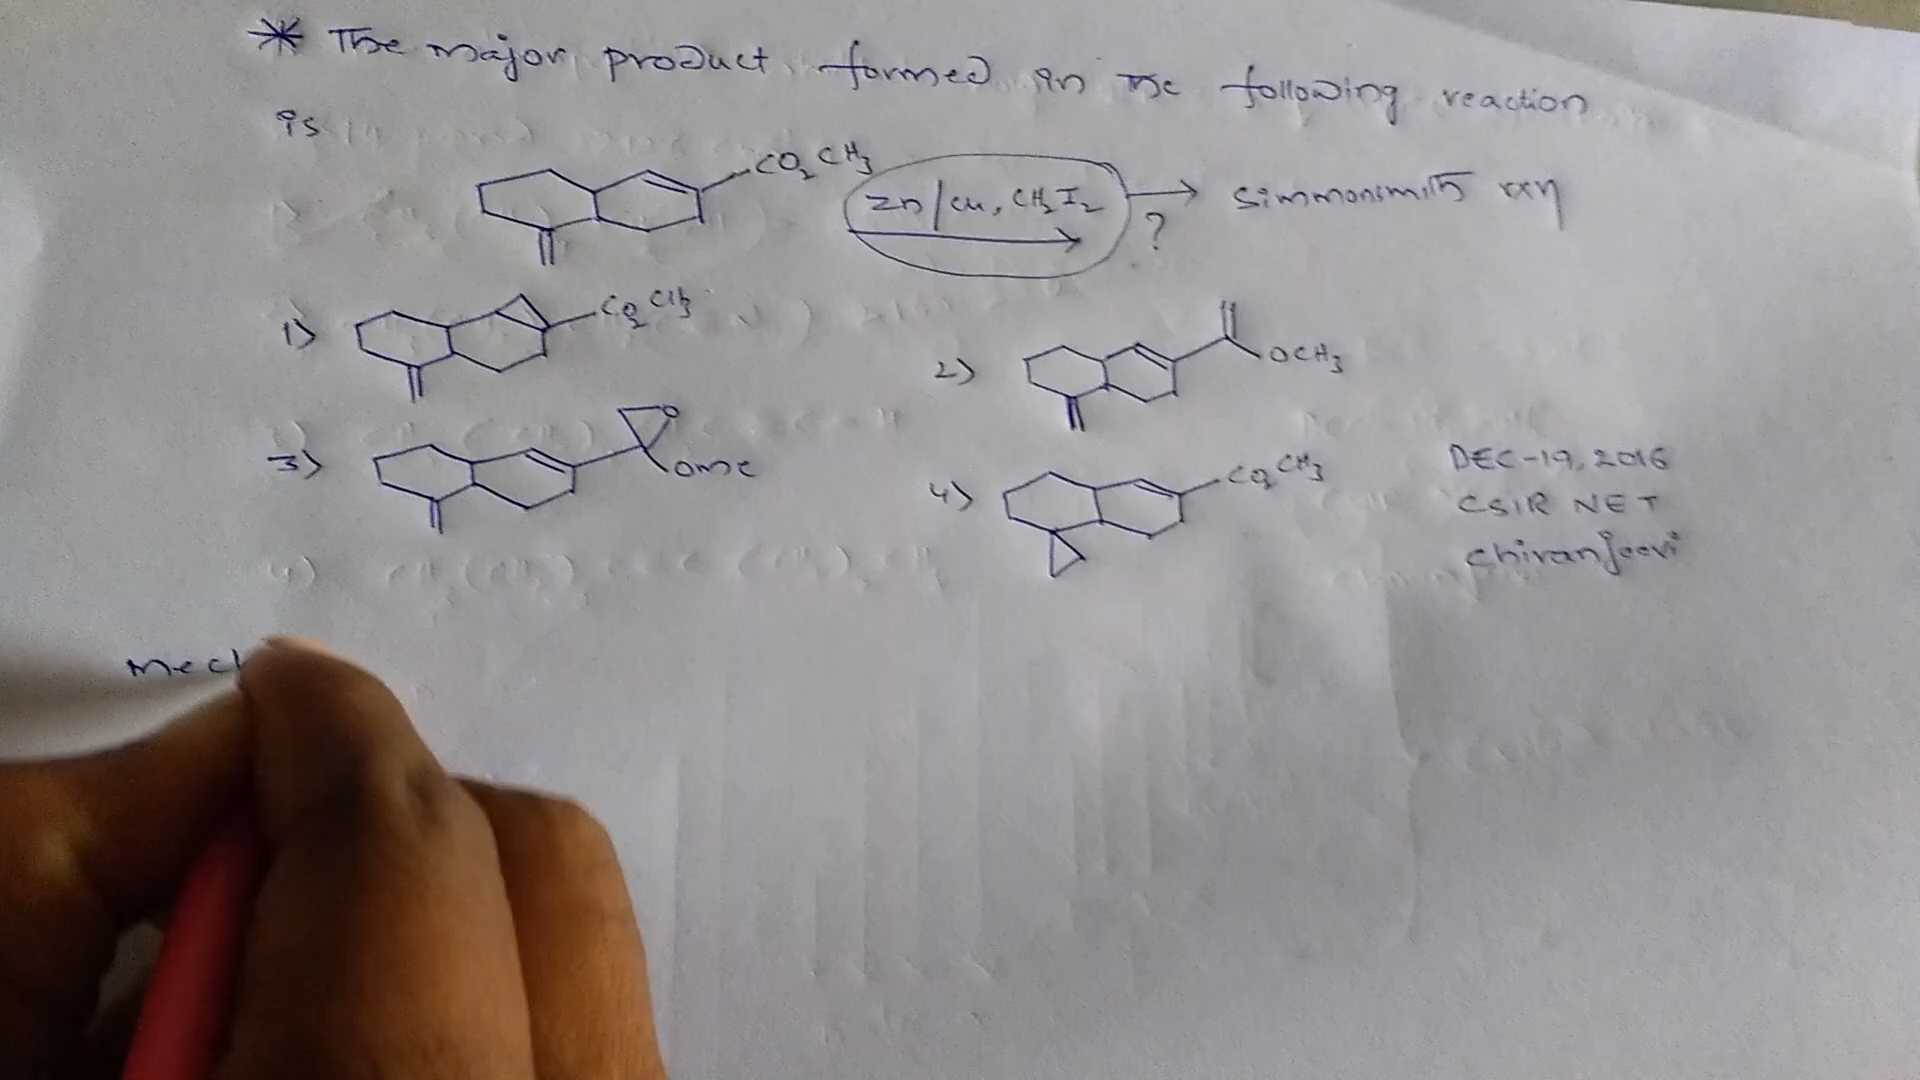 * The major product formed in the following reaction
is
CO2CH3
Zn/Cu, CH2I2
?
simmonsmith rxn
1) CO2CH3
2) OCH3
3) O
ome
4) CO2CH3
DEC-19, 2016
CSIR NET
chiranjeevi
mech